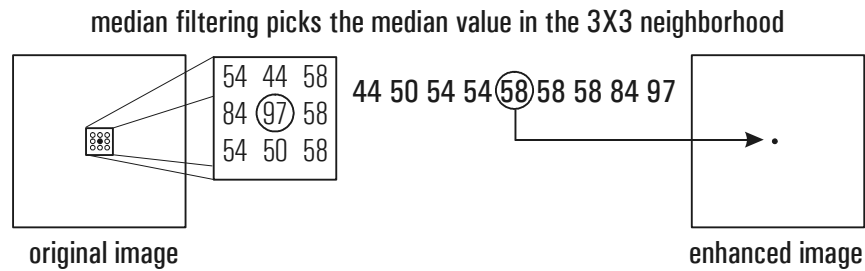 median filtering picks the median value in the 3X3 neighborhood
54 44 58
84 97 58
54 50 58
44 50 54 54 58 58 58 84 97
original image
enhanced image